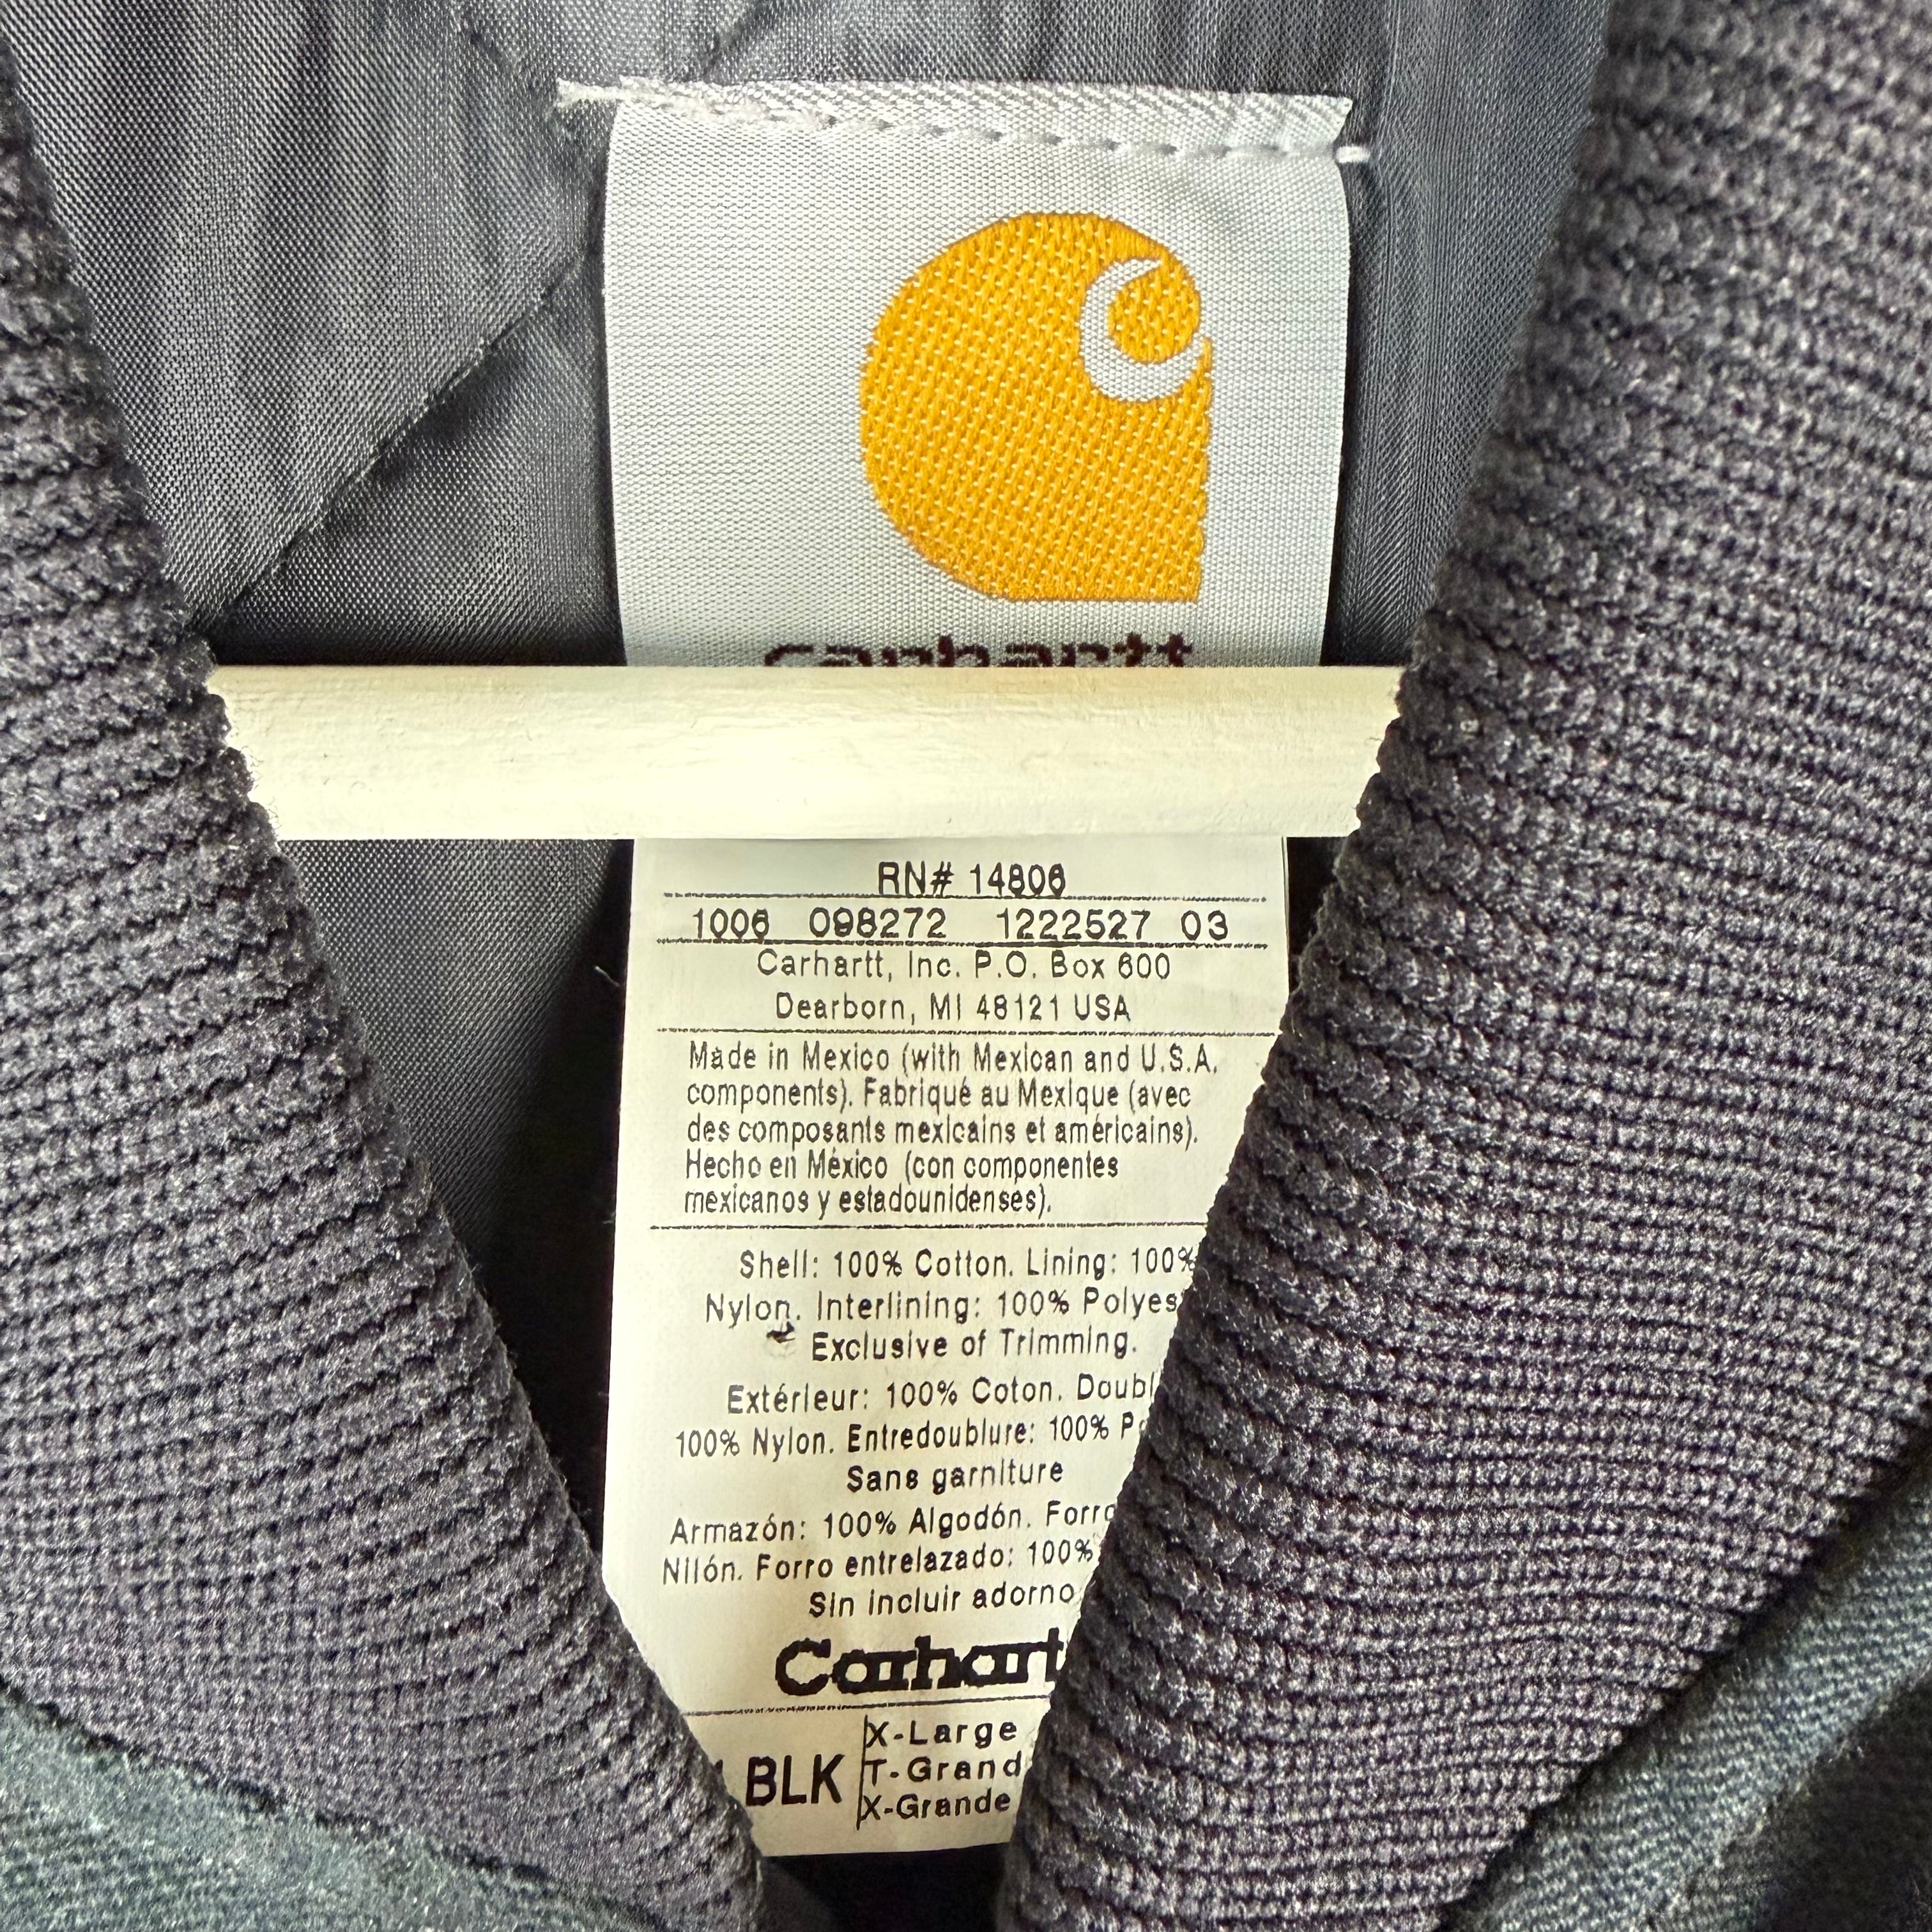 carhartt
RN# 14806
1006 098272 1222527 03
Carhartt, Inc. P.O. Box 600
Dearborn, MI 48121 USA
Made in Mexico (with Mexican and U.S.A.
components). Fabriqué au Mexique (avec
des composants mexicains et américains).
Hecho en México (con componentes
mexicanos y estadounidenses).
Shell: 100% Cotton. Lining: 100%
Nylon. Interlining: 100% Polyes
Exclusive of Trimming.
Extérieur: 100% Coton. Doubl
100% Nylon. Entredoublure: 100% P
Sans garniture
Armazón: 100% Algodón. Forro
Nilón. Forro entrelazado: 100%
Sin incluir adorno
Carhart
BLK
X-Large
T-Grand
X-Grande